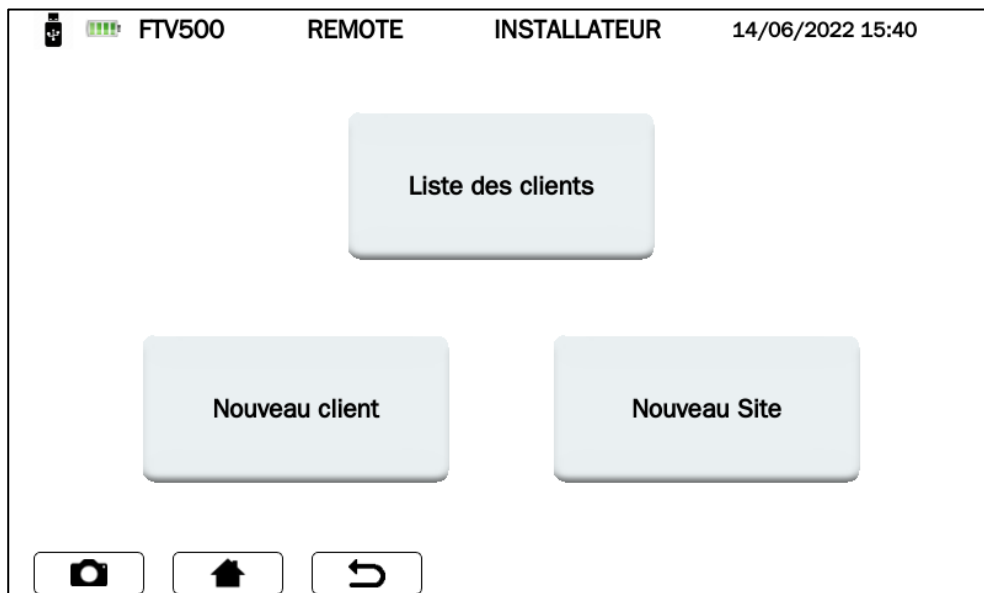 FTV500 REMOTE INSTALLATEUR 14/06/2022 15:40
Liste des clients
Nouveau client Nouveau Site